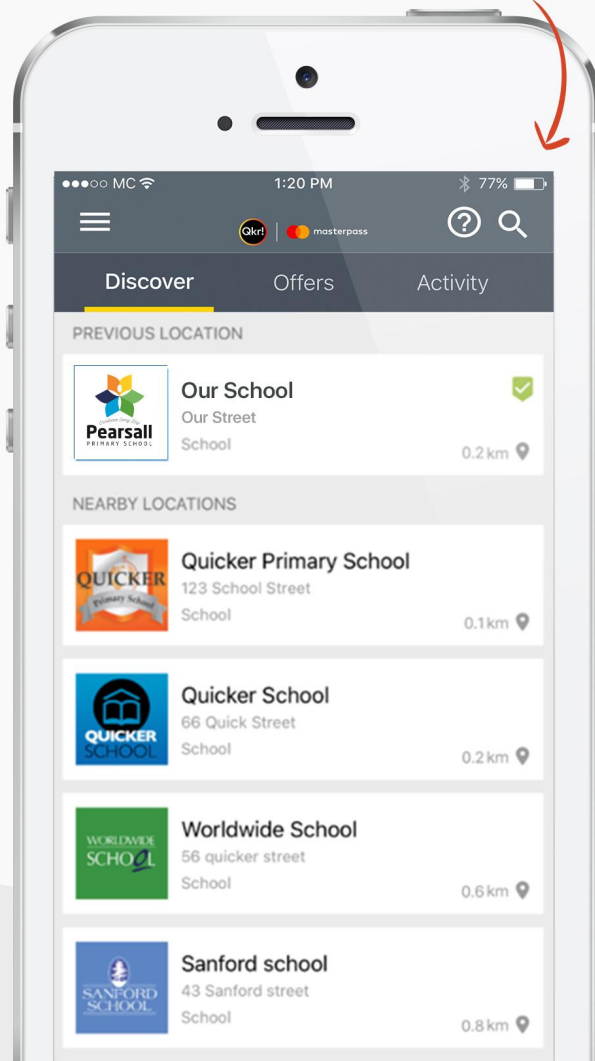 MC
1:20 PM
77%
Qkr!
masterpass
Discover
Offers
Activity
PREVIOUS LOCATION
Pearsall
PRIMARY SCHOOL
Our School
Our Street
School
0.2 km
NEARBY LOCATIONS
QUICKER
Primary School
Quicker Primary School
123 School Street
School
0.1 km
QUICKER
SCHOOL
Quicker School
66 Quick Street
School
0.2 km
WORLDWIDE
SCHOOL
Worldwide School
56 quicker street
School
0.6 km
SANFORD
SCHOOL
Sanford school
43 Sanford street
School
0.8 km